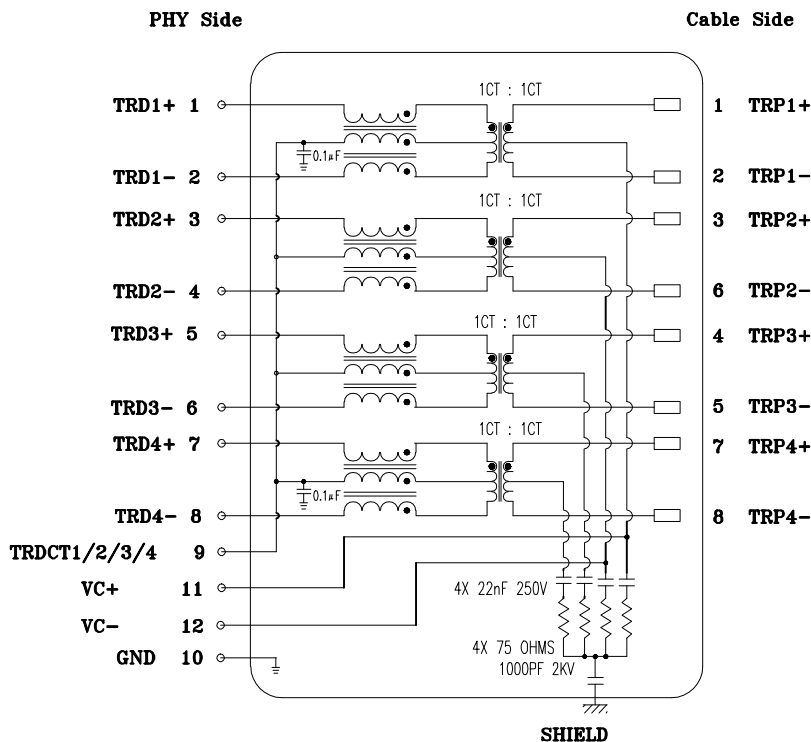 PHY Side Cable Side
1CT : 1CT
TRD1+ 1 1 TRP1+
0.1µF
TRD1- 2 2 TRP1-
1CT : 1CT
TRD2+ 3 3 TRP2+
TRD2- 4 6 TRP2-
1CT : 1CT
TRD3+ 5 4 TRP3+
TRD3- 6 5 TRP3-
1CT : 1CT
TRD4+ 7 7 TRP4+
0.1µF
TRD4- 8 8 TRP4-
TRDCT1/2/3/4 9
VC+ 11
4X 22nF 250V
VC- 12
4X 75 OHMS
GND 10
1000PF 2KV
SHIELD